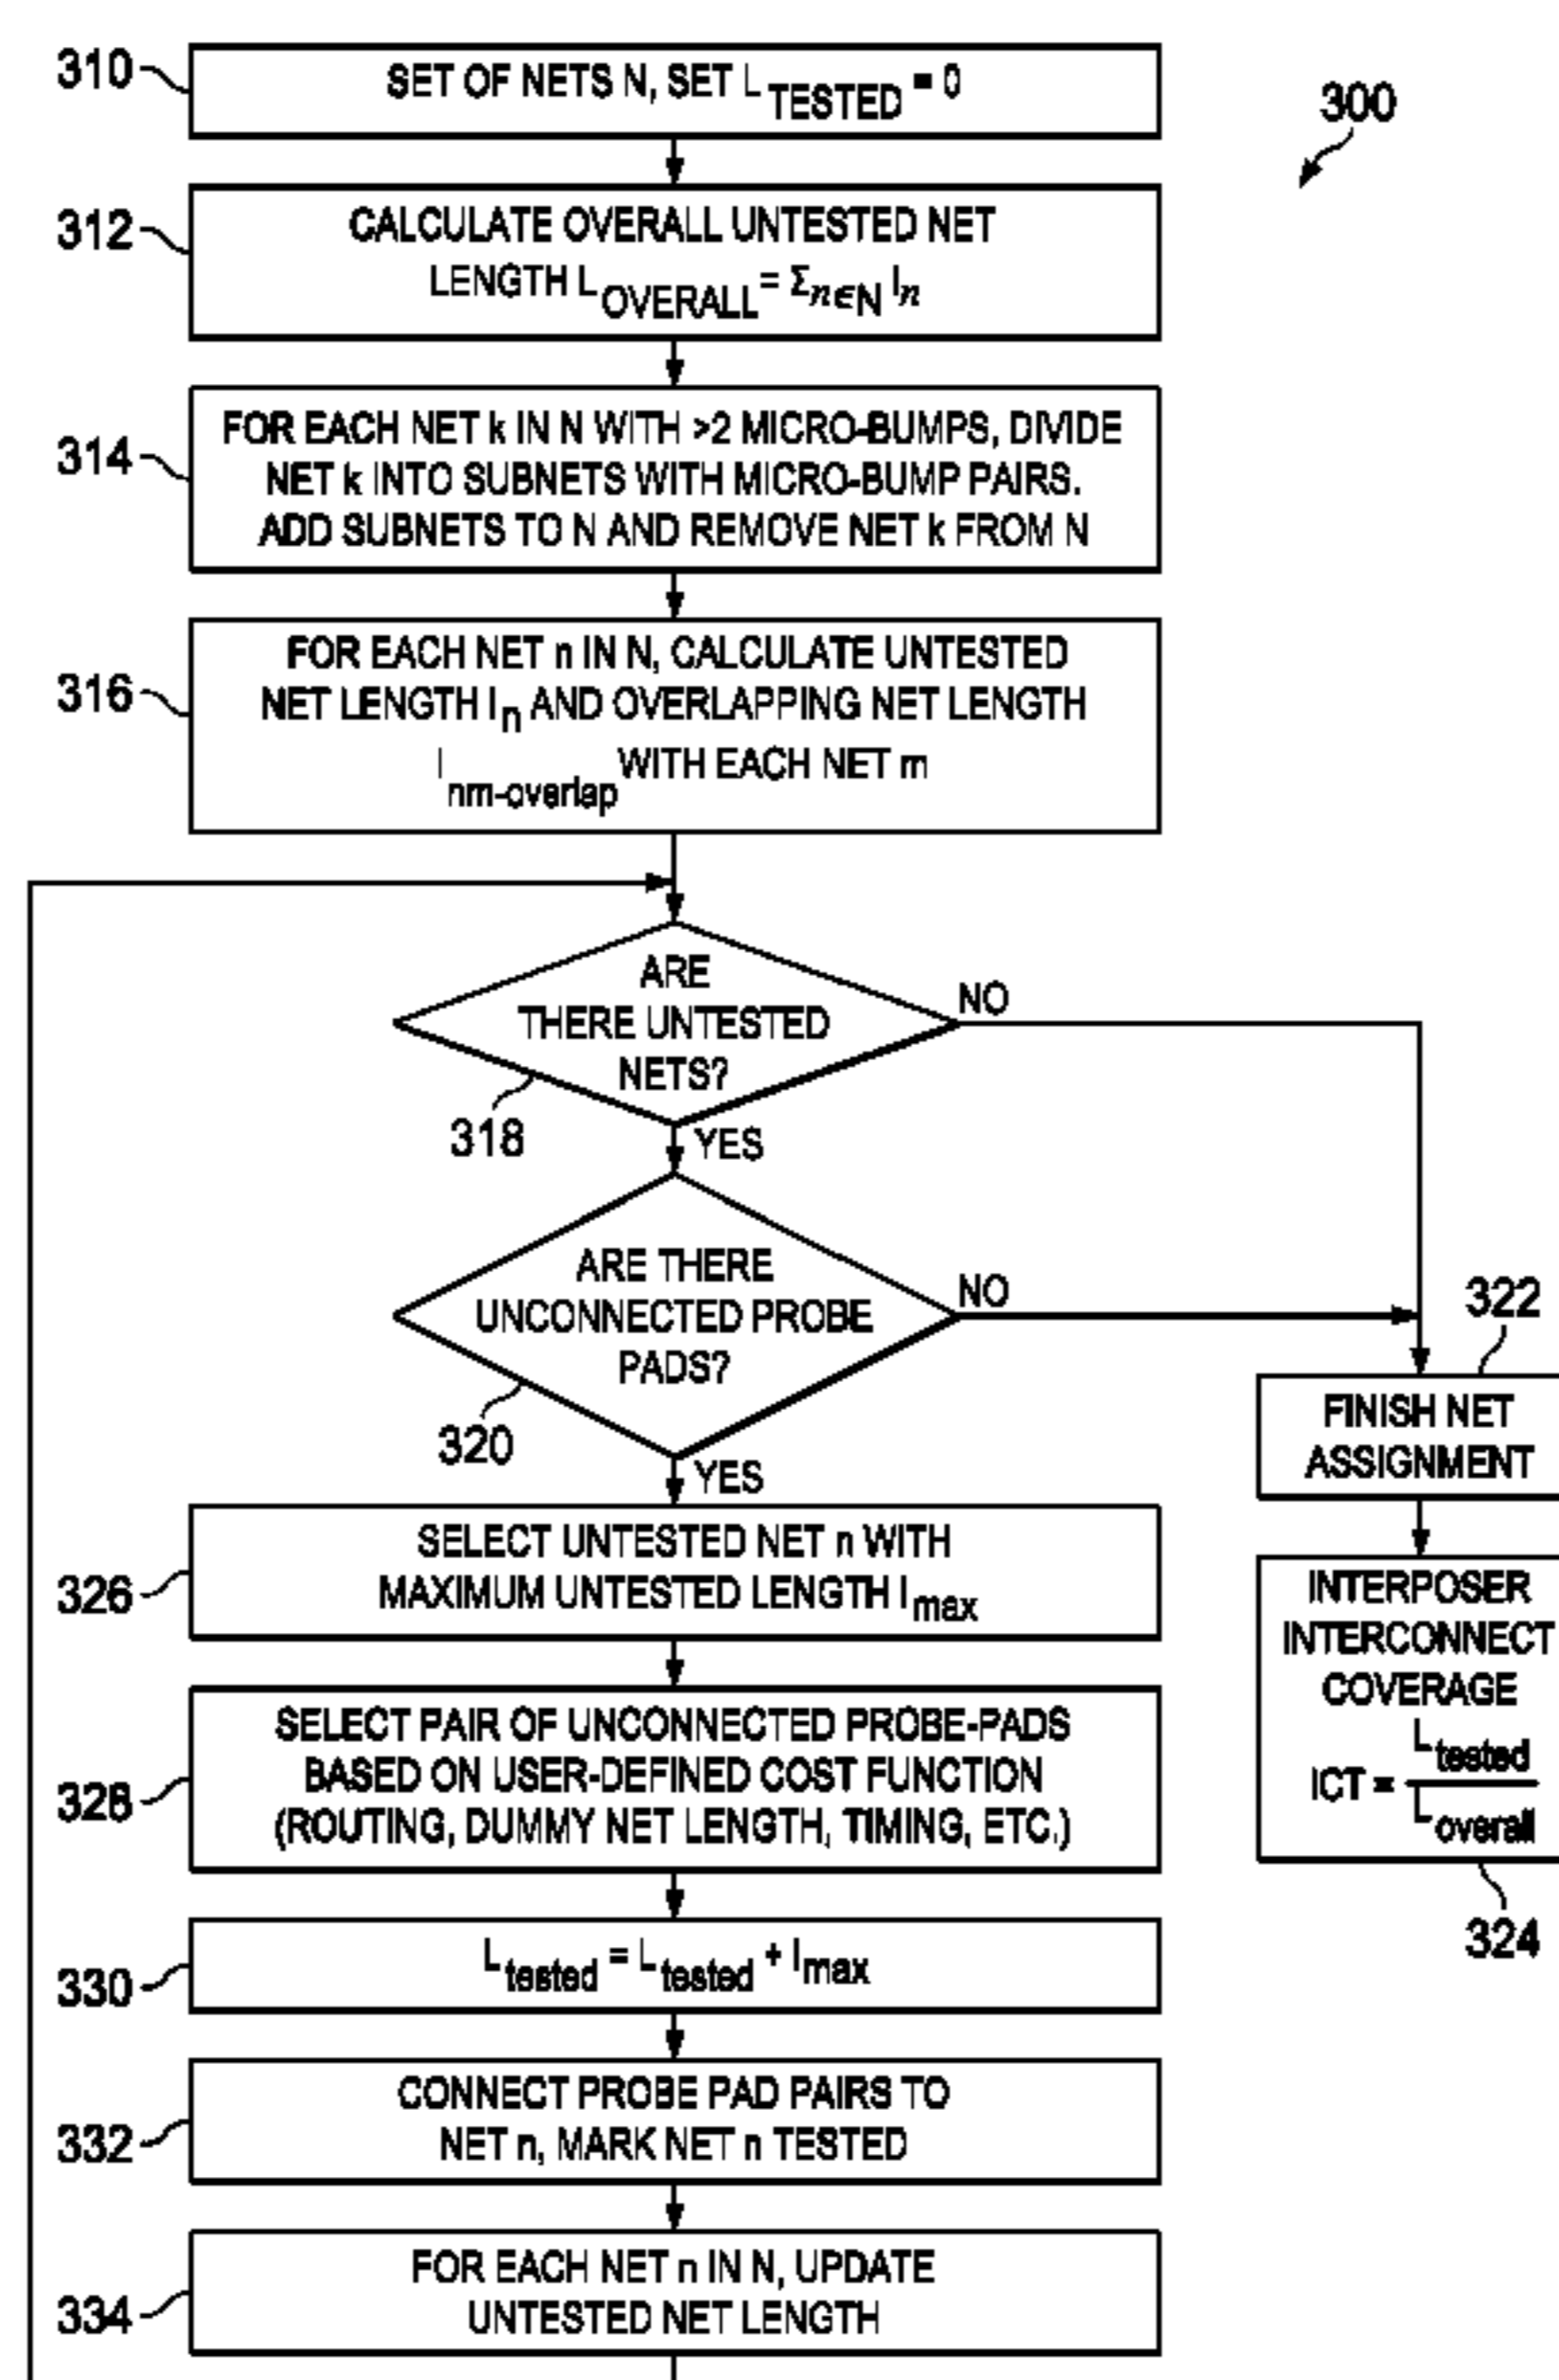 310
SET OF NETS N, SET L TESTED = 0
300
312
CALCULATE OVERALL UNTESTED NET
LENGTH L OVERALL = Σn∈N ln
314
FOR EACH NET k IN N WITH >2 MICRO-BUMPS, DIVIDE
NET k INTO SUBNETS WITH MICRO-BUMP PAIRS.
ADD SUBNETS TO N AND REMOVE NET k FROM N
316
FOR EACH NET n IN N, CALCULATE UNTESTED
NET LENGTH ln AND OVERLAPPING NET LENGTH
l nm-overlap WITH EACH NET m
ARE
THERE UNTESTED
NETS?
NO
318
YES
ARE THERE
UNCONNECTED PROBE
PADS?
NO
320
YES
322
FINISH NET
ASSIGNMENT
326
SELECT UNTESTED NET n WITH
MAXIMUM UNTESTED LENGTH lmax
INTERPOSER
INTERCONNECT
COVERAGE
ICT = Ltested / Loverall
324
328
SELECT PAIR OF UNCONNECTED PROBE-PADS
BASED ON USER-DEFINED COST FUNCTION
(ROUTING, DUMMY NET LENGTH, TIMING, ETC.)
330
Ltested = Ltested + lmax
332
CONNECT PROBE PAD PAIRS TO
NET n, MARK NET n TESTED
334
FOR EACH NET n IN N, UPDATE
UNTESTED NET LENGTH